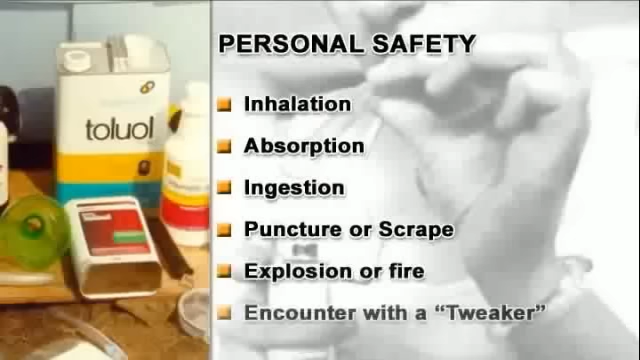 PERSONAL SAFETY
Inhalation
Absorption
Ingestion
Puncture or Scrape
Explosion or fire
Encounter with a “Tweaker”
toluol